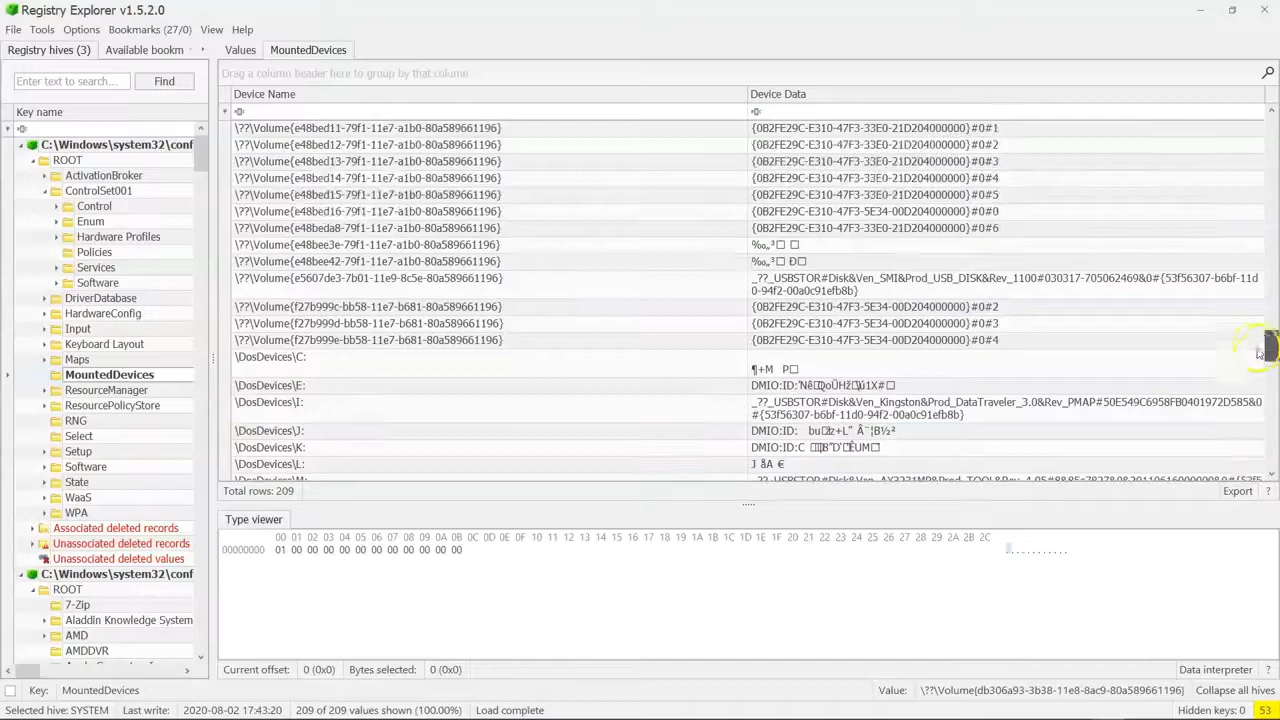 Registry Explorer v1.5.2.0
File Tools Options Bookmarks (27/0) View Help
Registry hives (3) Available bookm
Values MountedDevices
Enter text to search... Find
Drag a column header here to group by that column
Key name
Device Name Device Data
C:\Windows\system32\conf
ROOT
ActivationBroker
ControlSet001
Control
Enum
Hardware Profiles
Policies
Services
Software
DriverDatabase
HardwareConfig
Input
Keyboard Layout
Maps
MountedDevices
ResourceManager
ResourcePolicyStore
RNG
Select
Setup
Software
State
WaaS
WPA
Associated deleted records
Unassociated deleted records
Unassociated deleted values
C:\Windows\system32\conf
ROOT
7-Zip
Aladdin Knowledge System
AMD
AMDDVR
\??\Volume{e48bed11-79f1-11e7-a1b0-80a589661196} {0B2FE29C-E310-47F3-33E0-21D204000000}#0#1
\??\Volume{e48bed12-79f1-11e7-a1b0-80a589661196} {0B2FE29C-E310-47F3-33E0-21D204000000}#0#2
\??\Volume{e48bed13-79f1-11e7-a1b0-80a589661196} {0B2FE29C-E310-47F3-33E0-21D204000000}#0#3
\??\Volume{e48bed14-79f1-11e7-a1b0-80a589661196} {0B2FE29C-E310-47F3-33E0-21D204000000}#0#4
\??\Volume{e48bed15-79f1-11e7-a1b0-80a589661196} {0B2FE29C-E310-47F3-33E0-21D204000000}#0#5
\??\Volume{e48bed16-79f1-11e7-a1b0-80a589661196} {0B2FE29C-E310-47F3-5E34-00D204000000}#0#0
\??\Volume{e48beda8-79f1-11e7-a1b0-80a589661196} {0B2FE29C-E310-47F3-33E0-21D204000000}#0#6
\??\Volume{e48bee3e-79f1-11e7-a1b0-80a589661196}
\??\Volume{e48bee42-79f1-11e7-a1b0-80a589661196}
\??\Volume{e5607de3-7b01-11e9-8c5e-80a589661196} _??_USBSTOR#Disk&Ven_SMI&Prod_USB_DISK&Rev_1100#030317-705062469&0#{53f56307-b6bf-11d
0-94f2-00a0c91efb8b}
\??\Volume{f27b999c-bb58-11e7-b681-80a589661196} {0B2FE29C-E310-47F3-5E34-00D204000000}#0#2
\??\Volume{f27b999d-bb58-11e7-b681-80a589661196} {0B2FE29C-E310-47F3-5E34-00D204000000}#0#3
\??\Volume{f27b999e-bb58-11e7-b681-80a589661196} {0B2FE29C-E310-47F3-5E34-00D204000000}#0#4
\DosDevices\C:
\DosDevices\E: DMIO:ID:
\DosDevices\I: _??_USBSTOR#Disk&Ven_Kingston&Prod_DataTraveler_3.0&Rev_PMAP#50E549C6958FB0401972D585&0
#{53f56307-b6bf-11d0-94f2-00a0c91efb8b}
\DosDevices\J: DMIO:ID:
\DosDevices\K: DMIO:ID:
\DosDevices\L:
Total rows: 209 Export ?
Type viewer
00 01 02 03 04 05 06 07 08 09 0A 0B 0C 0D 0E 0F 10 11 12 13 14 15 16 17 18 19 1A 1B 1C 1D 1E 1F 20 21 22 23 24 25 26 27 28 29 2A 2B 2C
00000000 01 00 00 00 00 00 00 00 00 00 00 00 ............
Current offset: 0 (0x0) Bytes selected: 0 (0x0) Data interpreter ?
Key: MountedDevices Value: \??\Volume{db306a93-3b38-11e8-8ac9-80a589661196} Collapse all hives
Selected hive: SYSTEM Last write: 2020-08-02 17:43:20 209 of 209 values shown (100.00%) Load complete Hidden keys: 0 53